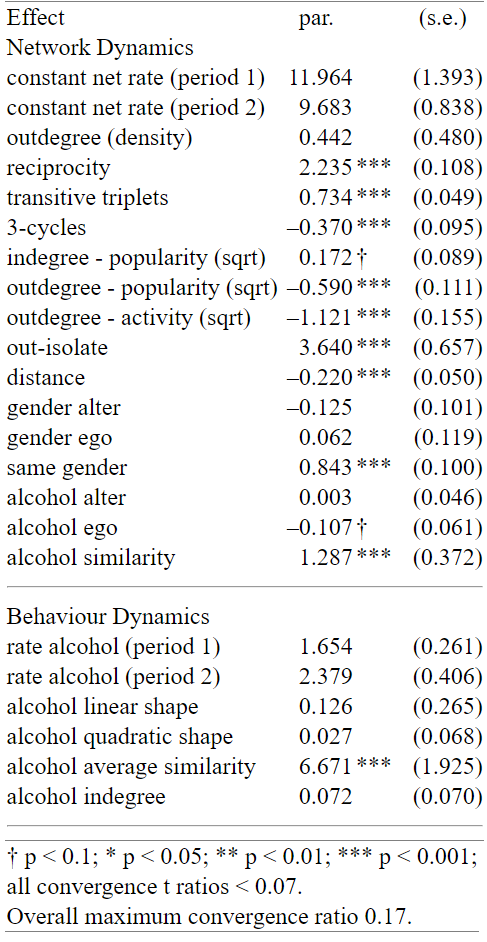 Effect par. (s.e.)
Network Dynamics
constant net rate (period 1) 11.964 (1.393)
constant net rate (period 2) 9.683 (0.838)
outdegree (density) 0.442 (0.480)
reciprocity 2.235 *** (0.108)
transitive triplets 0.734 *** (0.049)
3-cycles –0.370 *** (0.095)
indegree - popularity (sqrt) 0.172 † (0.089)
outdegree - popularity (sqrt) –0.590 *** (0.111)
outdegree - activity (sqrt) –1.121 *** (0.155)
out-isolate 3.640 *** (0.657)
distance –0.220 *** (0.050)
gender alter –0.125 (0.101)
gender ego 0.062 (0.119)
same gender 0.843 *** (0.100)
alcohol alter 0.003 (0.046)
alcohol ego –0.107 † (0.061)
alcohol similarity 1.287 *** (0.372)
Behaviour Dynamics
rate alcohol (period 1) 1.654 (0.261)
rate alcohol (period 2) 2.379 (0.406)
alcohol linear shape 0.126 (0.265)
alcohol quadratic shape 0.027 (0.068)
alcohol average similarity 6.671 *** (1.925)
alcohol indegree 0.072 (0.070)
† p < 0.1; * p < 0.05; ** p < 0.01; *** p < 0.001;
all convergence t ratios < 0.07.
Overall maximum convergence ratio 0.17.